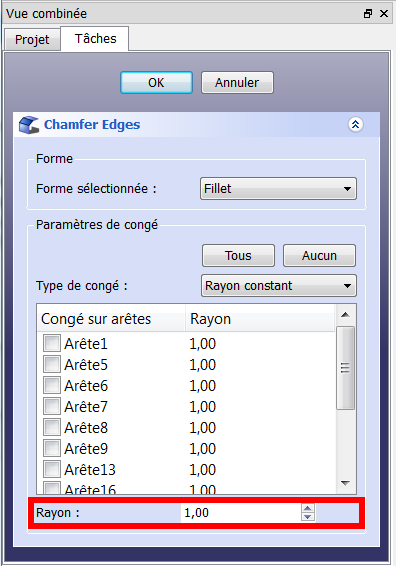 Vue combinée
Projet Tâches
OK Annuler
Chamfer Edges
Forme
Forme sélectionnée : Fillet
Paramètres de congé
Tous Aucun
Type de congé : Rayon constant
Congé sur arêtes Rayon
Arête1 1,00
Arête5 1,00
Arête6 1,00
Arête7 1,00
Arête8 1,00
Arête9 1,00
Arête13 1,00
Arête16 1,00
Rayon : 1,00